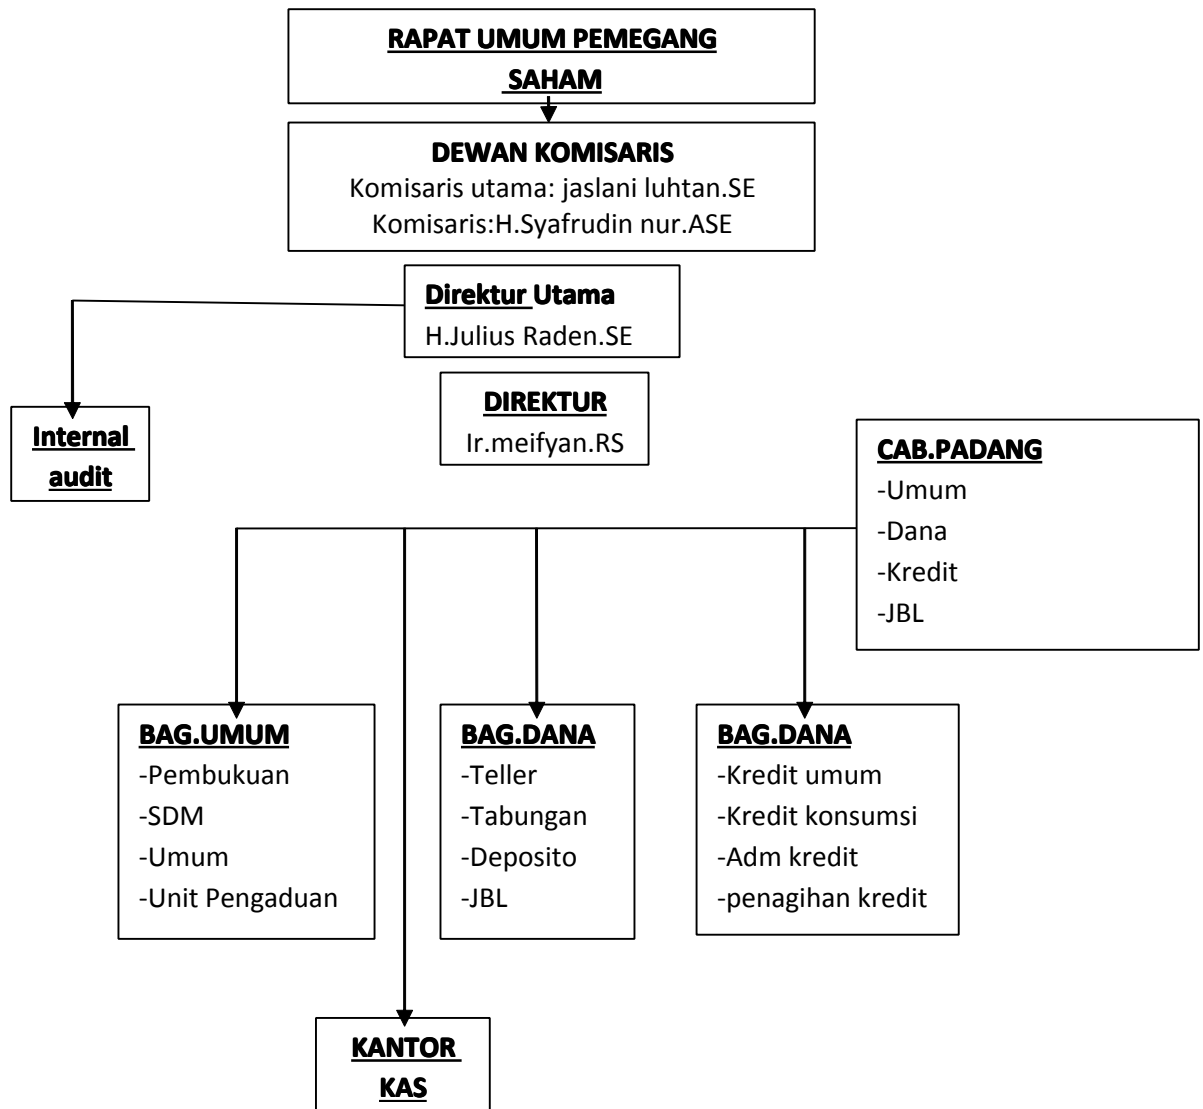 RAPAT UMUM PEMEGANG
SAHAM
DEWAN KOMISARIS
Komisaris utama: jaslani luhtan.SE
Komisaris:H.Syafrudin nur.ASE
Direktur Utama
H.Julius Raden.SE
DIREKTUR
Ir.meifyan.RS
Internal
audit
CAB.PADANG
-Umum
-Dana
-Kredit
-JBL
BAG.UMUM
-Pembukuan
-SDM
-Umum
-Unit Pengaduan
BAG.DANA
-Teller
-Tabungan
-Deposito
-JBL
BAG.DANA
-Kredit umum
-Kredit konsumsi
-Adm kredit
-penagihan kredit
KANTOR
KAS